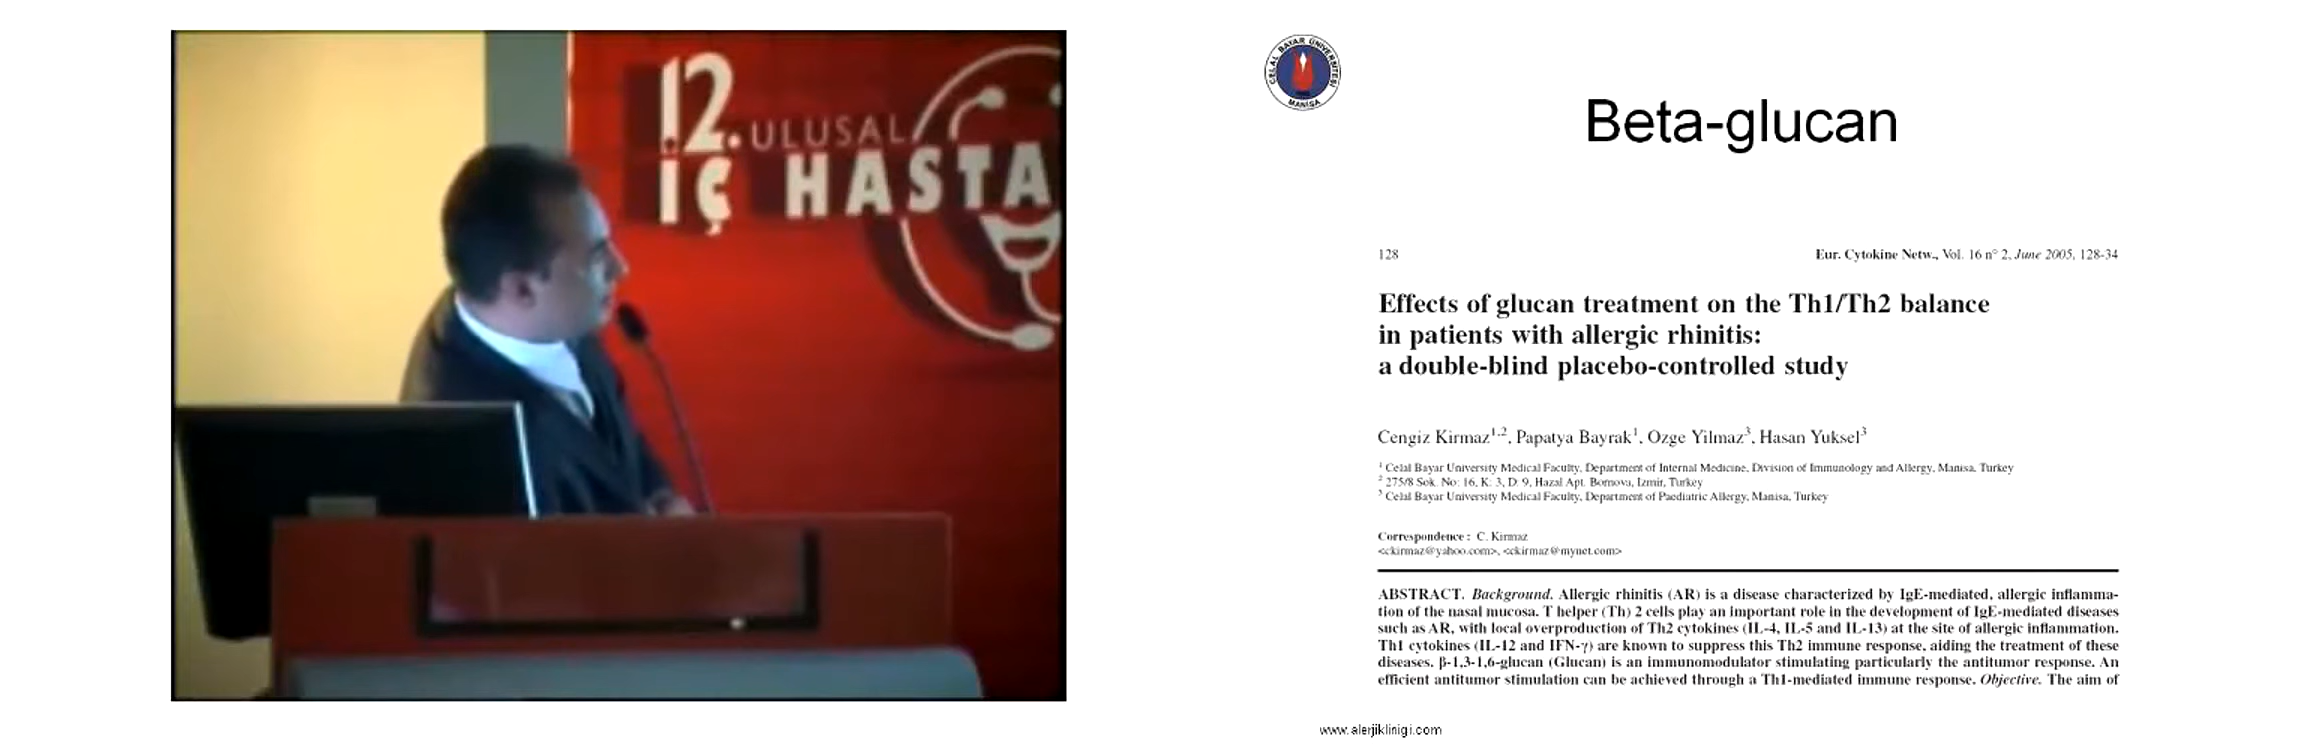 12.
ULUSAL
İÇ HASTA
CELAL BAYAR ÜNİVERSİTESİ
MANİSA
Beta-glucan
128
Eur. Cytokine Netw., Vol. 16 n° 2, June 2005, 128-34
Effects of glucan treatment on the Th1/Th2 balance
in patients with allergic rhinitis:
a double-blind placebo-controlled study
Cengiz Kirmaz1,2, Papatya Bayrak1, Ozge Yilmaz3, Hasan Yuksel3
1 Celal Bayar University Medical Faculty, Department of Internal Medicine, Division of Immunology and Allergy, Manisa, Turkey
2 275/8 Sok. No: 16, K: 3, D: 9, Hazal Apt. Bornova, Izmir, Turkey
3 Celal Bayar University Medical Faculty, Department of Paediatric Allergy, Manisa, Turkey
Correspondence : C. Kirmaz
<ckirmaz@yahoo.com>, <ckirmaz@mynet.com>
ABSTRACT. Background. Allergic rhinitis (AR) is a disease characterized by IgE-mediated, allergic inflamma-
tion of the nasal mucosa. T helper (Th) 2 cells play an important role in the development of IgE-mediated diseases
such as AR, with local overproduction of Th2 cytokines (IL-4, IL-5 and IL-13) at the site of allergic inflammation.
Th1 cytokines (IL-12 and IFN-γ) are known to suppress this Th2 immune response, aiding the treatment of these
diseases. β-1,3-1,6-glucan (Glucan) is an immunomodulator stimulating particularly the antitumor response. An
efficient antitumor stimulation can be achieved through a Th1-mediated immune response. Objective. The aim of
www.alerjiklinigi.com